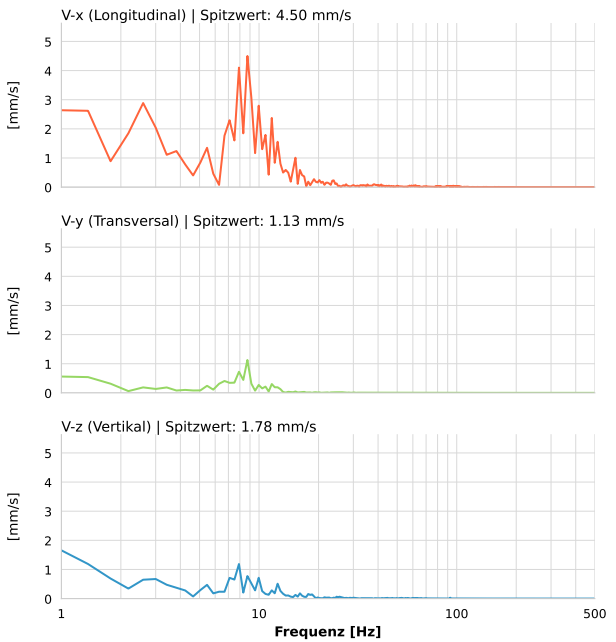 V-x (Longitudinal) | Spitzwert: 4.50 mm/s
5
4
3
2
1
0
[mm/s]
V-y (Transversal) | Spitzwert: 1.13 mm/s
5
4
3
2
1
0
[mm/s]
V-z (Vertikal) | Spitzwert: 1.78 mm/s
5
4
3
2
1
0
[mm/s]
1 10 100 500
Frequenz [Hz]